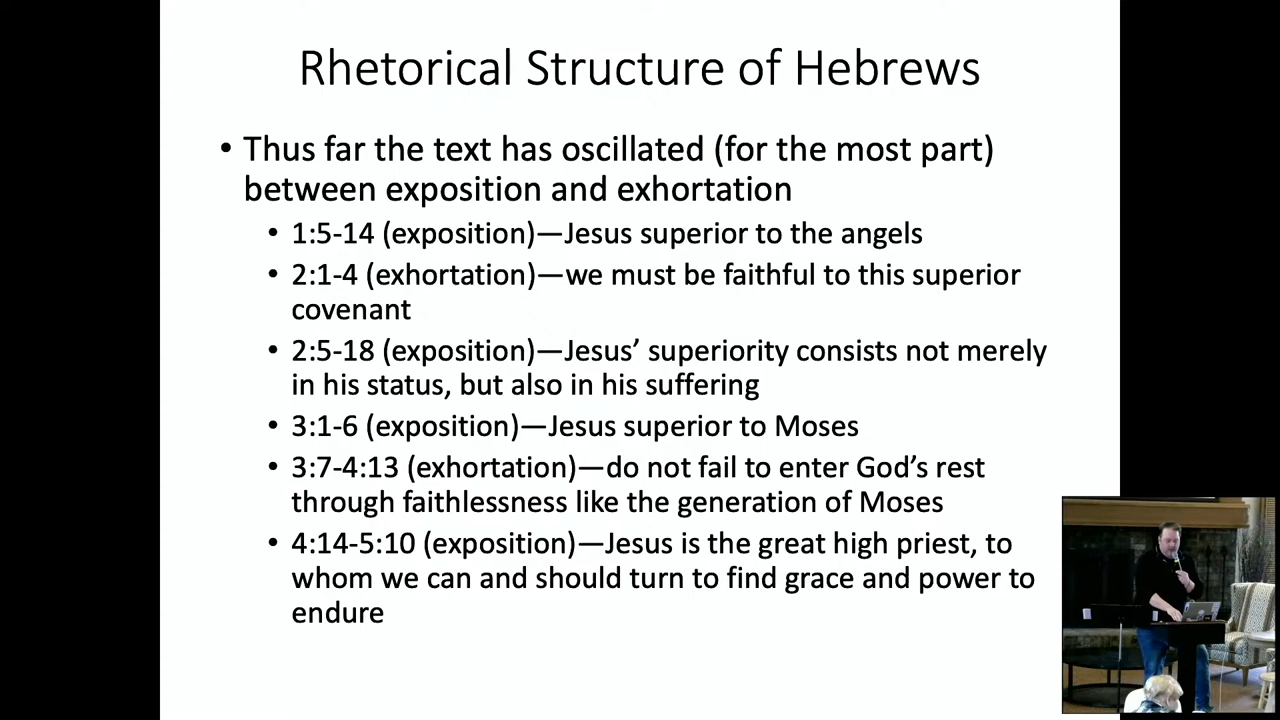 Rhetorical Structure of Hebrews
• Thus far the text has oscillated (for the most part)
between exposition and exhortation
• 1:5-14 (exposition)—Jesus superior to the angels
• 2:1-4 (exhortation)—we must be faithful to this superior
covenant
• 2:5-18 (exposition)—Jesus’ superiority consists not merely
in his status, but also in his suffering
• 3:1-6 (exposition)—Jesus superior to Moses
• 3:7-4:13 (exhortation)—do not fail to enter God’s rest
through faithlessness like the generation of Moses
• 4:14-5:10 (exposition)—Jesus is the great high priest, to
whom we can and should turn to find grace and power to
endure